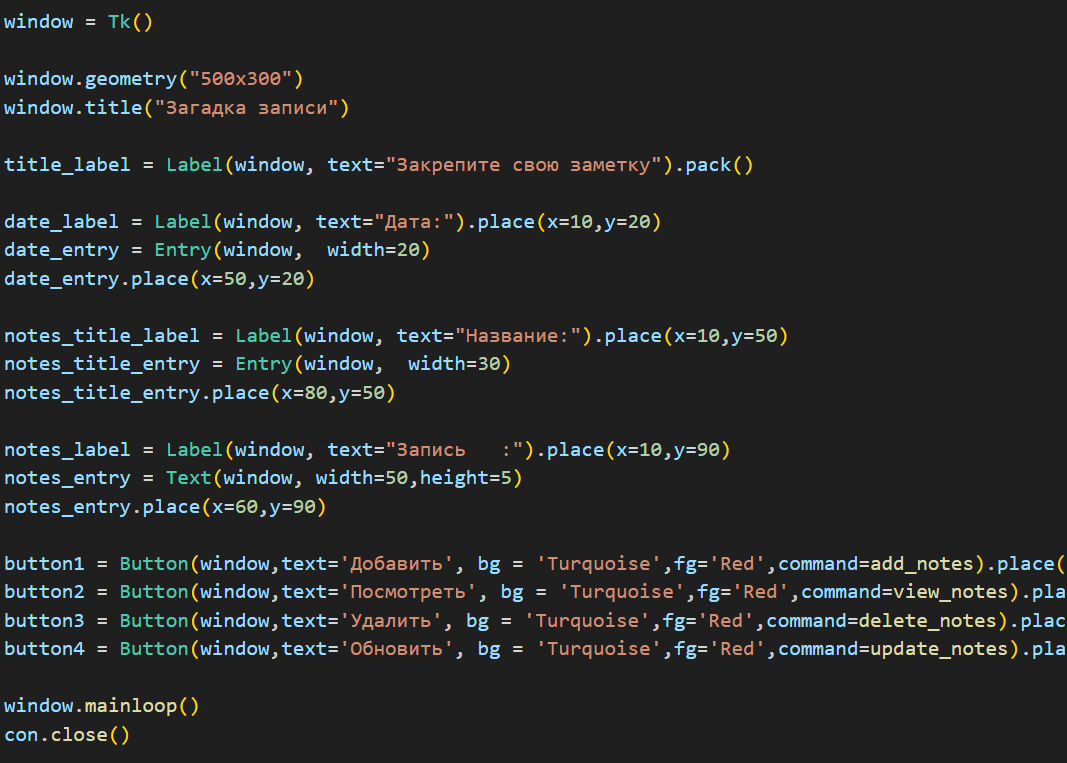 window = Tk()
window.geometry("500x300")
window.title("Загадка записи")
title_label = Label(window, text="Закрепите свою заметку").pack()
date_label = Label(window, text="Дата:").place(x=10,y=20)
date_entry = Entry(window,  width=20)
date_entry.place(x=50,y=20)
notes_title_label = Label(window, text="Название:").place(x=10,y=50)
notes_title_entry = Entry(window,  width=30)
notes_title_entry.place(x=80,y=50)
notes_label = Label(window, text="Запись   :").place(x=10,y=90)
notes_entry = Text(window, width=50,height=5)
notes_entry.place(x=60,y=90)
button1 = Button(window,text='Добавить', bg = 'Turquoise',fg='Red',command=add_notes).place(
button2 = Button(window,text='Посмотреть', bg = 'Turquoise',fg='Red',command=view_notes).pla
button3 = Button(window,text='Удалить', bg = 'Turquoise',fg='Red',command=delete_notes).plac
button4 = Button(window,text='Обновить', bg = 'Turquoise',fg='Red',command=update_notes).pla
window.mainloop()
con.close()